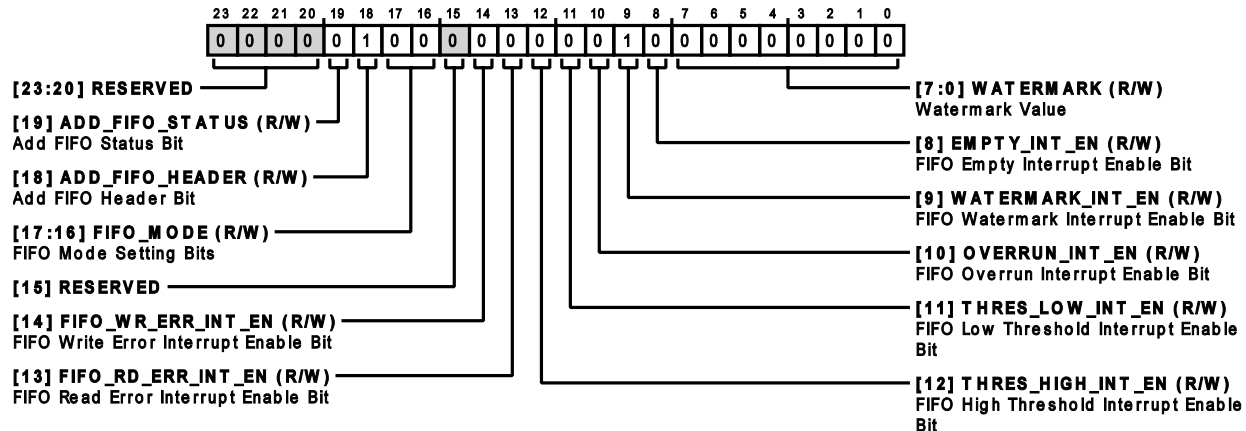 23 22 21 20 19 18 17 16 15 14 13 12 11 10 9 8 7 6 5 4 3 2 1 0
0 0 0 0 0 1 0 0 0 0 0 0 0 0 1 0 0 0 0 0 0 0 0 0
[23:20] RESERVED
[19] ADD_FIFO_STATUS (R/W)
Add FIFO Status Bit
[18] ADD_FIFO_HEADER (R/W)
Add FIFO Header Bit
[17:16] FIFO_MODE (R/W)
FIFO Mode Setting Bits
[15] RESERVED
[14] FIFO_WR_ERR_INT_EN (R/W)
FIFO Write Error Interrupt Enable Bit
[13] FIFO_RD_ERR_INT_EN (R/W)
FIFO Read Error Interrupt Enable Bit
[7:0] WATERMARK (R/W)
Watermark Value
[8] EMPTY_INT_EN (R/W)
FIFO Empty Interrupt Enable Bit
[9] WATERMARK_INT_EN (R/W)
FIFO Watermark Interrupt Enable Bit
[10] OVERRUN_INT_EN (R/W)
FIFO Overrun Interrupt Enable Bit
[11] THRES_LOW_INT_EN (R/W)
FIFO Low Threshold Interrupt Enable
Bit
[12] THRES_HIGH_INT_EN (R/W)
FIFO High Threshold Interrupt Enable
Bit